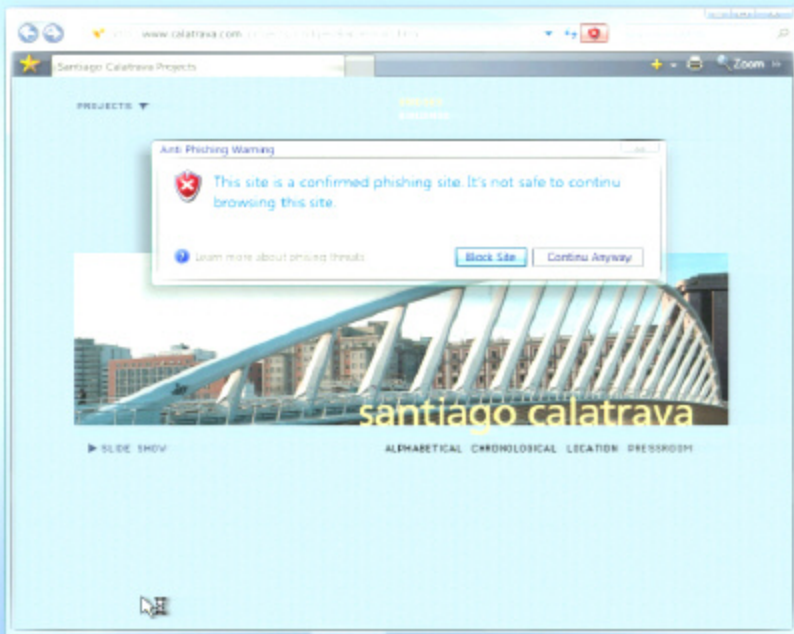 www.calatrava.com
Santiago Calatrava Projects
Zoom
PROJECTS
Anti Phishing Warning
This site is a confirmed phishing site. It's not safe to continu
browsing this site.
Learn more about phising threats
Block Site
Continu Anyway
santiago calatrava
SLIDE SHOW
ALPHABETICAL CHRONOLOGICAL LOCATION PRESSROOM